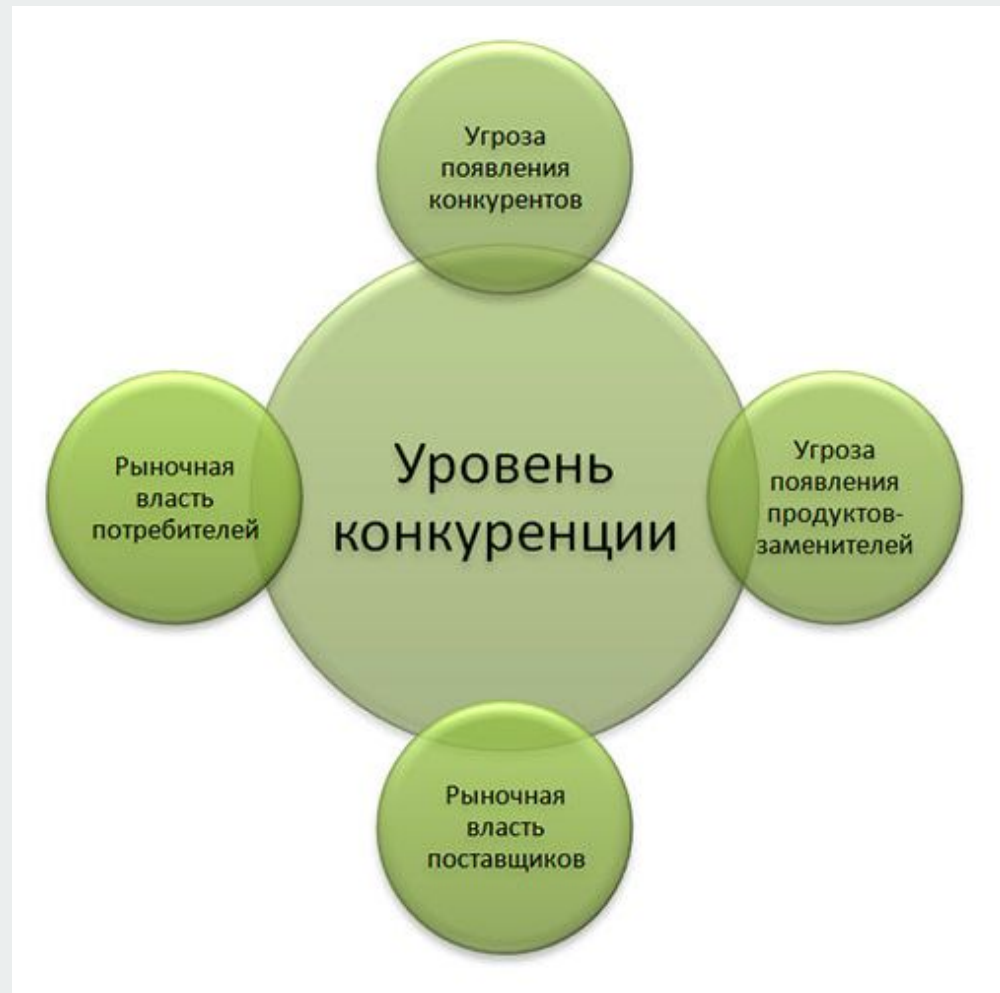 Угроза
появления
конкурентов
Рыночная
власть
потребителей
Уровень
конкуренции
Угроза
появления
продуктов-
заменителей
Рыночная
власть
поставщиков